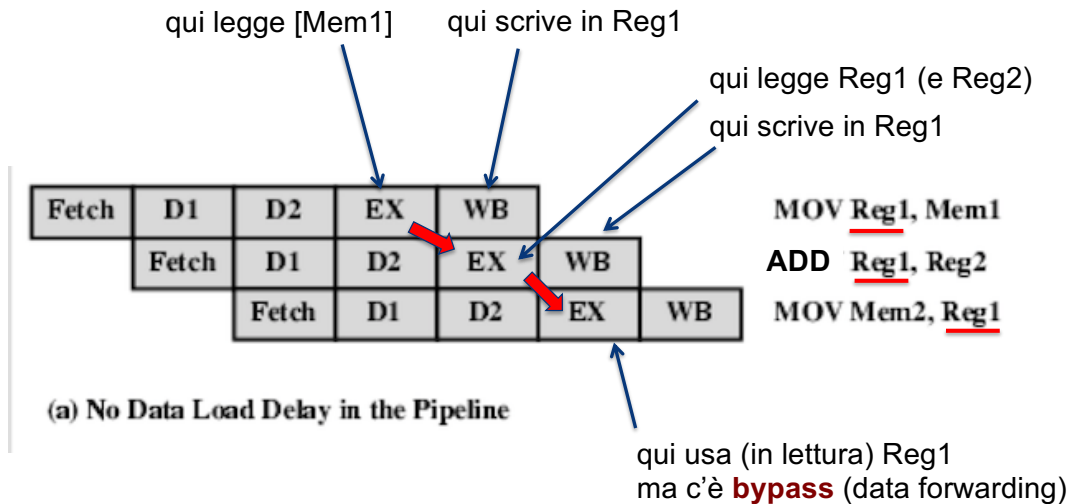 qui legge [Mem1]
qui scrive in Reg1
qui legge Reg1 (e Reg2)
qui scrive in Reg1
Fetch D1 D2 EX WB MOV Reg1, Mem1
Fetch D1 D2 EX WB ADD Reg1, Reg2
Fetch D1 D2 EX WB MOV Mem2, Reg1
(a) No Data Load Delay in the Pipeline
qui usa (in lettura) Reg1
ma c'è bypass (data forwarding)